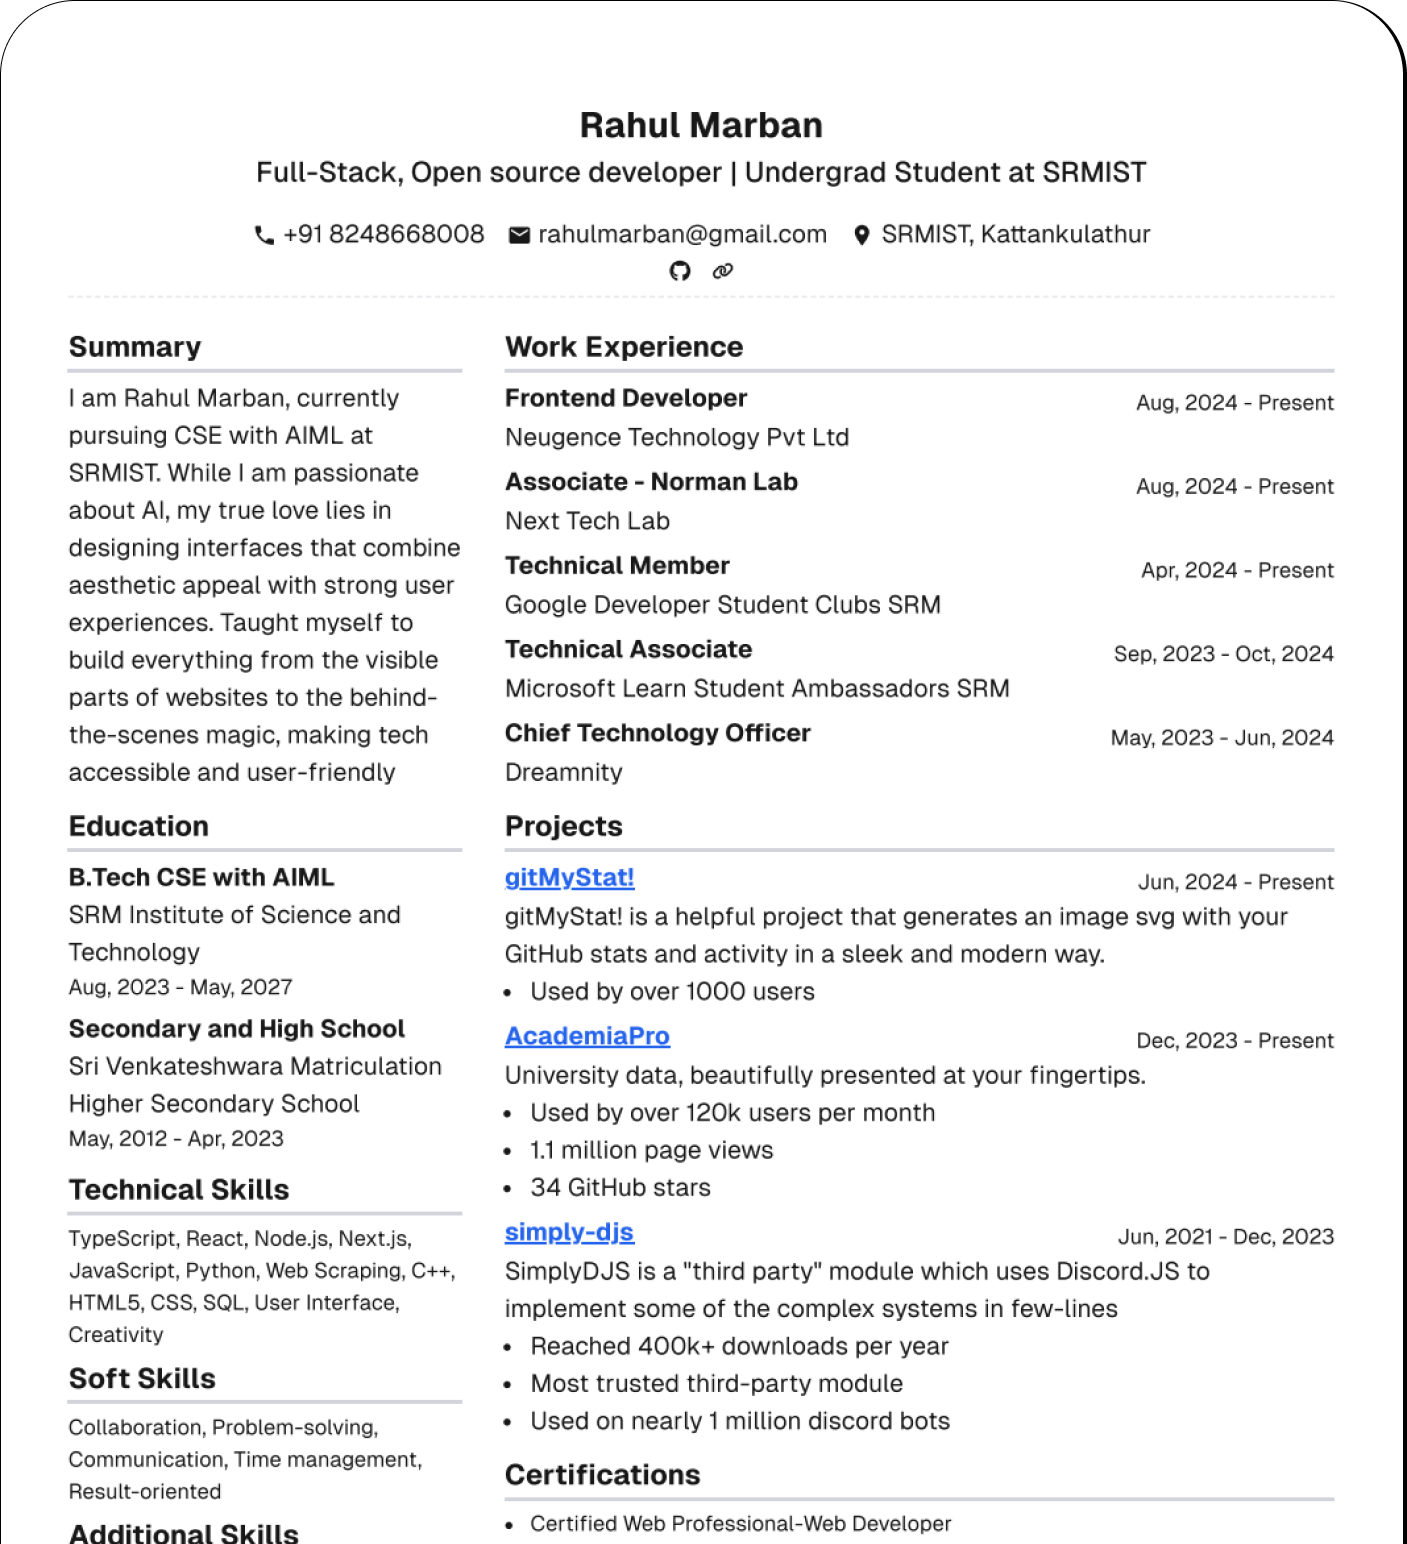 Rahul Marban
Full-Stack, Open source developer | Undergrad Student at SRMIST
+91 8248668008 rahulmarban@gmail.com SRMIST, Kattankulathur
Summary
I am Rahul Marban, currently
pursuing CSE with AIML at
SRMIST. While I am passionate
about AI, my true love lies in
designing interfaces that combine
aesthetic appeal with strong user
experiences. Taught myself to
build everything from the visible
parts of websites to the behind-
the-scenes magic, making tech
accessible and user-friendly
Education
B.Tech CSE with AIML
SRM Institute of Science and
Technology
Aug, 2023 - May, 2027
Secondary and High School
Sri Venkateshwara Matriculation
Higher Secondary School
May, 2012 - Apr, 2023
Technical Skills
TypeScript, React, Node.js, Next.js,
JavaScript, Python, Web Scraping, C++,
HTML5, CSS, SQL, User Interface,
Creativity
Soft Skills
Collaboration, Problem-solving,
Communication, Time management,
Result-oriented
Additional Skills
Work Experience
Frontend Developer Aug, 2024 - Present
Neugence Technology Pvt Ltd
Associate - Norman Lab Aug, 2024 - Present
Next Tech Lab
Technical Member Apr, 2024 - Present
Google Developer Student Clubs SRM
Technical Associate Sep, 2023 - Oct, 2024
Microsoft Learn Student Ambassadors SRM
Chief Technology Officer May, 2023 - Jun, 2024
Dreamnity
Projects
gitMyStat! Jun, 2024 - Present
gitMyStat! is a helpful project that generates an image svg with your
GitHub stats and activity in a sleek and modern way.
• Used by over 1000 users
AcademiaPro Dec, 2023 - Present
University data, beautifully presented at your fingertips.
• Used by over 120k users per month
• 1.1 million page views
• 34 GitHub stars
simply-djs Jun, 2021 - Dec, 2023
SimplyDJS is a "third party" module which uses Discord.JS to
implement some of the complex systems in few-lines
• Reached 400k+ downloads per year
• Most trusted third-party module
• Used on nearly 1 million discord bots
Certifications
• Certified Web Professional-Web Developer